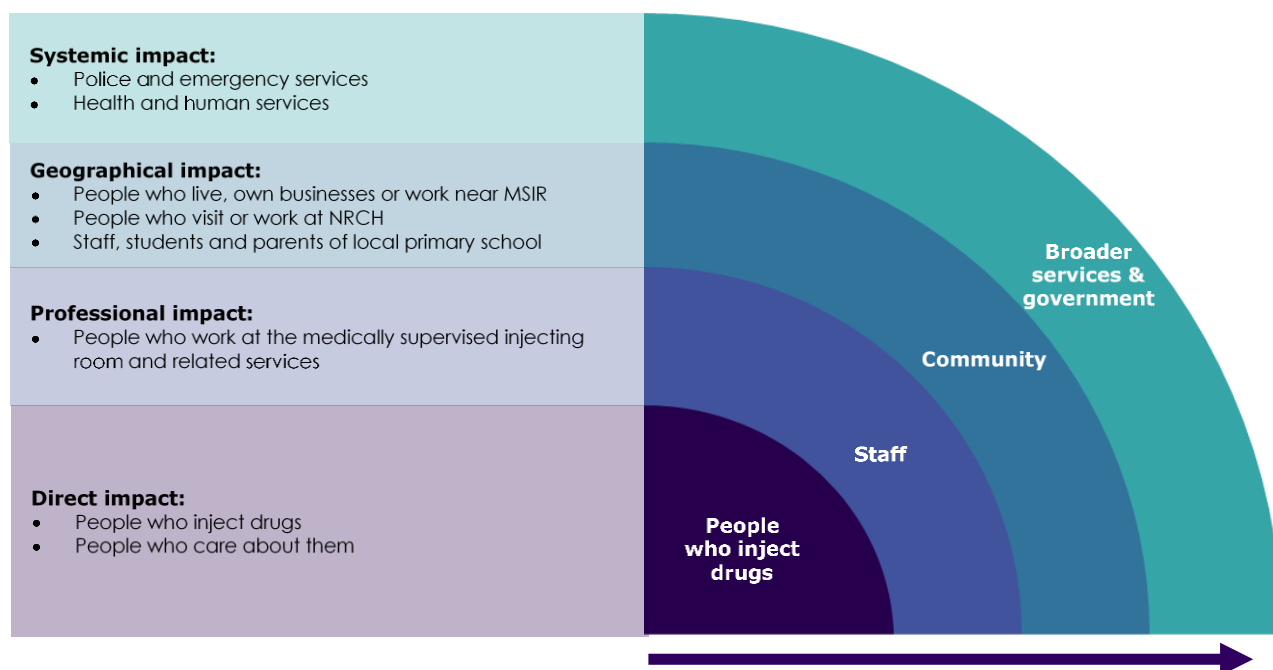 Systemic impact:
• Police and emergency services
• Health and human services
Geographical impact:
• People who live, own businesses or work near MSIR
• People who visit or work at NRCH
• Staff, students and parents of local primary school
Professional impact:
• People who work at the medically supervised injecting
room and related services
Direct impact:
• People who inject drugs
• People who care about them
Broader
services &
government
Community
Staff
People
who inject
drugs